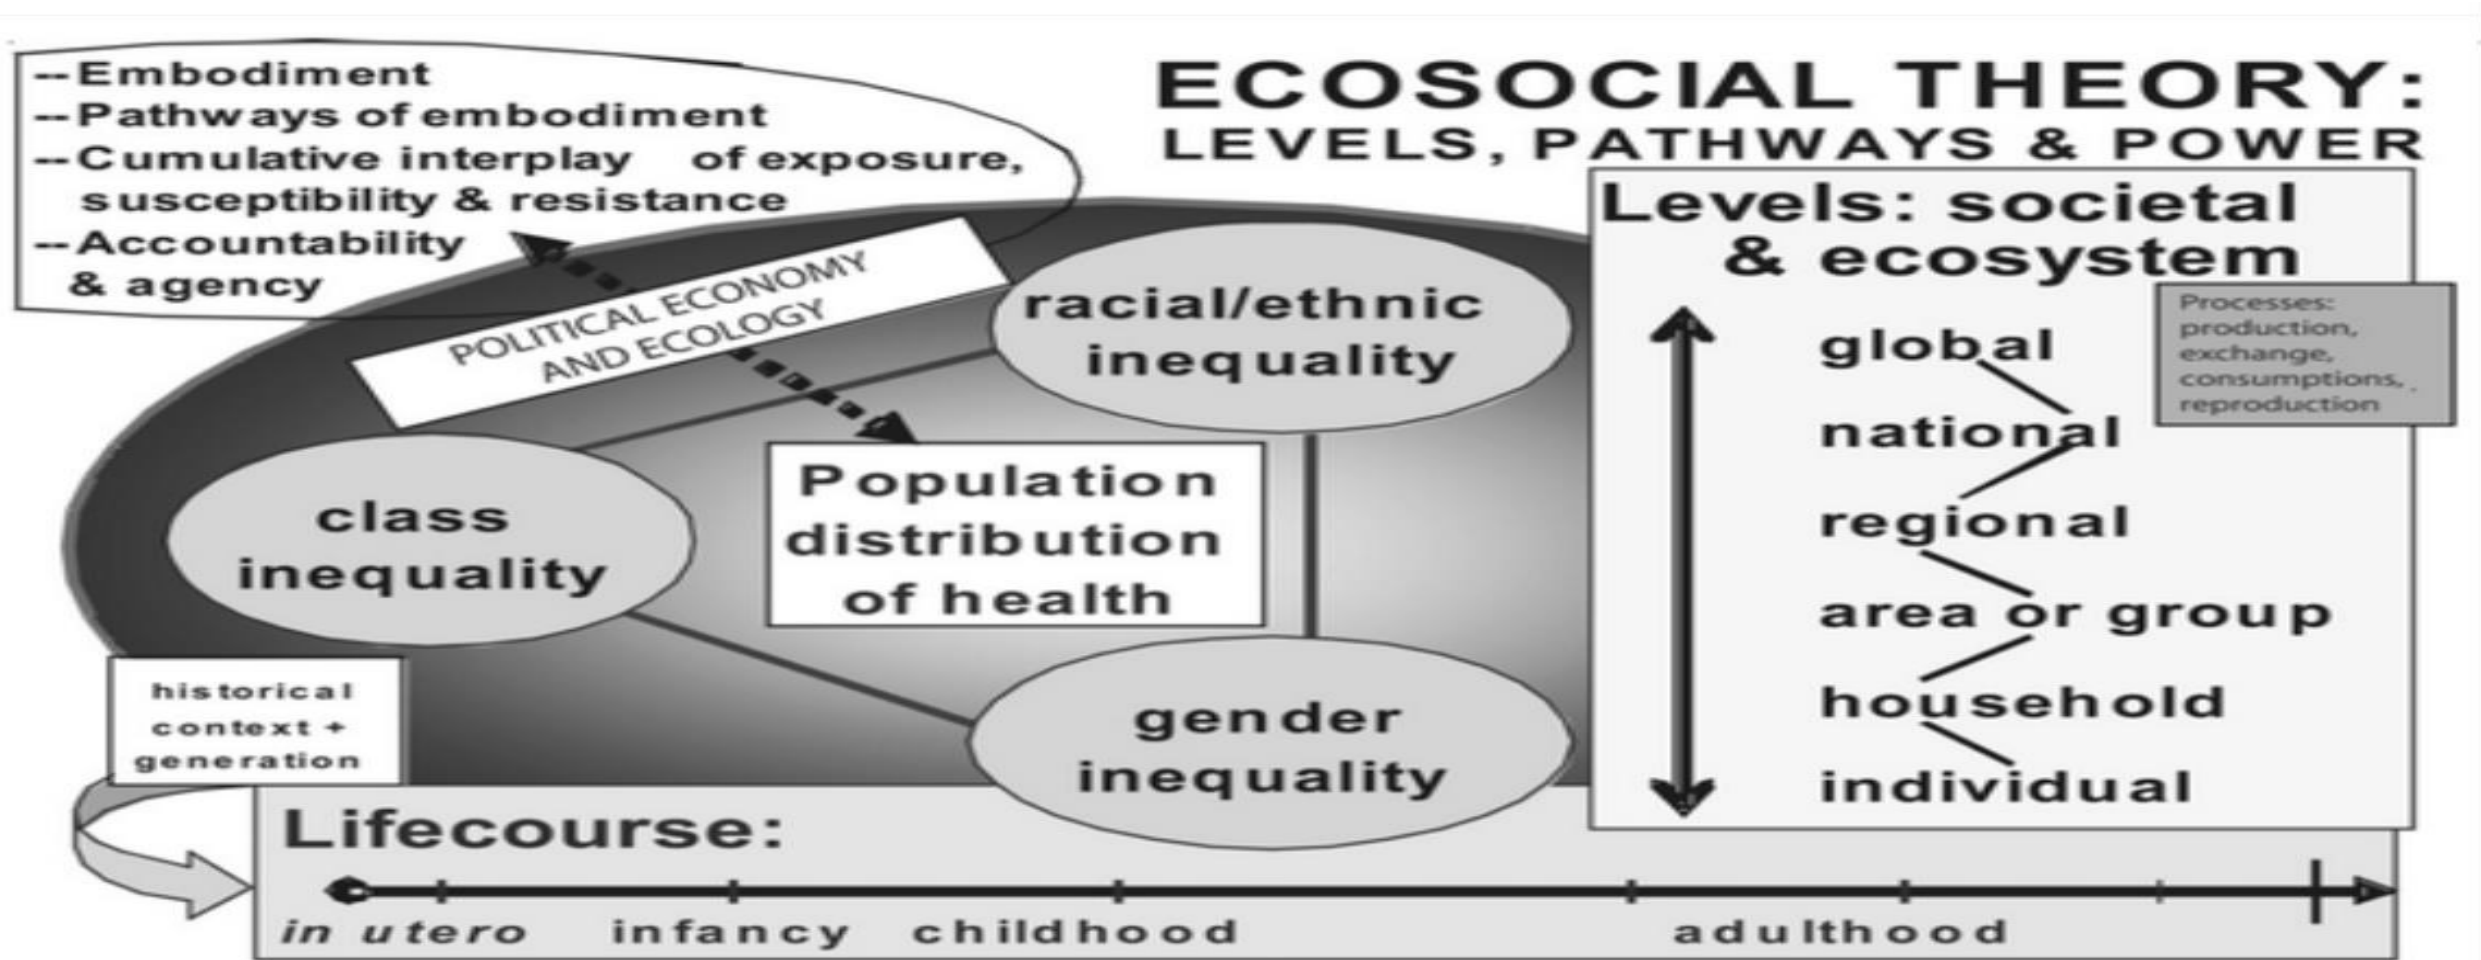 --Embodiment
--Pathways of embodiment
--Cumulative interplay of exposure,
susceptibility & resistance
--Accountability
& agency
ECOSOCIAL THEORY:
LEVELS, PATHWAYS & POWER
POLITICAL ECONOMY
AND ECOLOGY
racial/ethnic
inequality
class
inequality
Population
distribution
of health
gender
inequality
historical
context +
generation
Levels: societal
& ecosystem
global
national
regional
area or group
household
individual
Processes:
production,
exchange,
consumptions,
reproduction
Lifecourse:
in utero infancy childhood adulthood